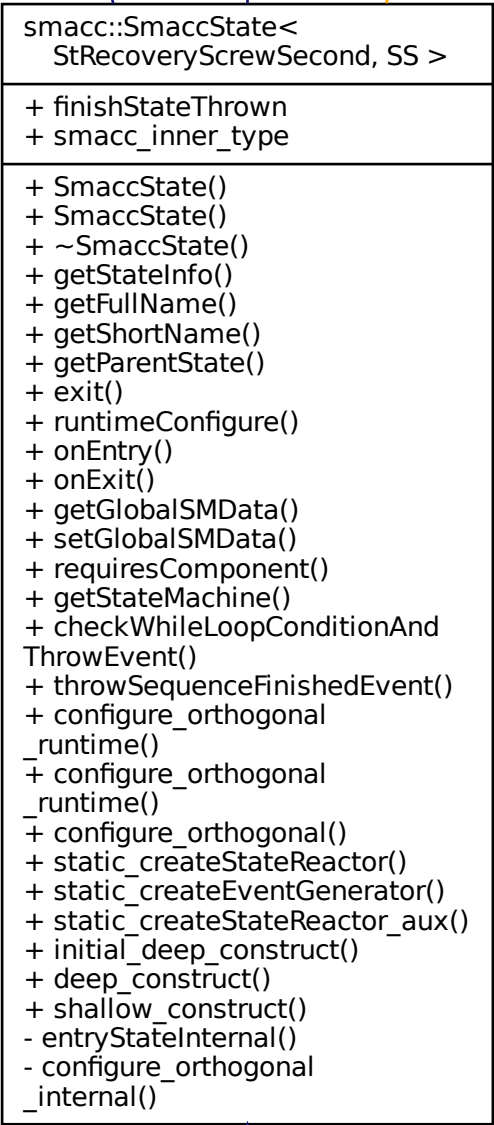 smacc::SmaccState<
StRecoveryScrewSecond, SS >
+ finishStateThrown
+ smacc_inner_type
+ SmaccState()
+ SmaccState()
+ ~SmaccState()
+ getStateInfo()
+ getFullName()
+ getShortName()
+ getParentState()
+ exit()
+ runtimeConfigure()
+ onEntry()
+ onExit()
+ getGlobalSMData()
+ setGlobalSMData()
+ requiresComponent()
+ getStateMachine()
+ checkWhileLoopConditionAnd
ThrowEvent()
+ throwSequenceFinishedEvent()
+ configure_orthogonal
_runtime()
+ configure_orthogonal
_runtime()
+ configure_orthogonal()
+ static_createStateReactor()
+ static_createEventGenerator()
+ static_createStateReactor_aux()
+ initial_deep_construct()
+ deep_construct()
+ shallow_construct()
- entryStateInternal()
- configure_orthogonal
_internal()